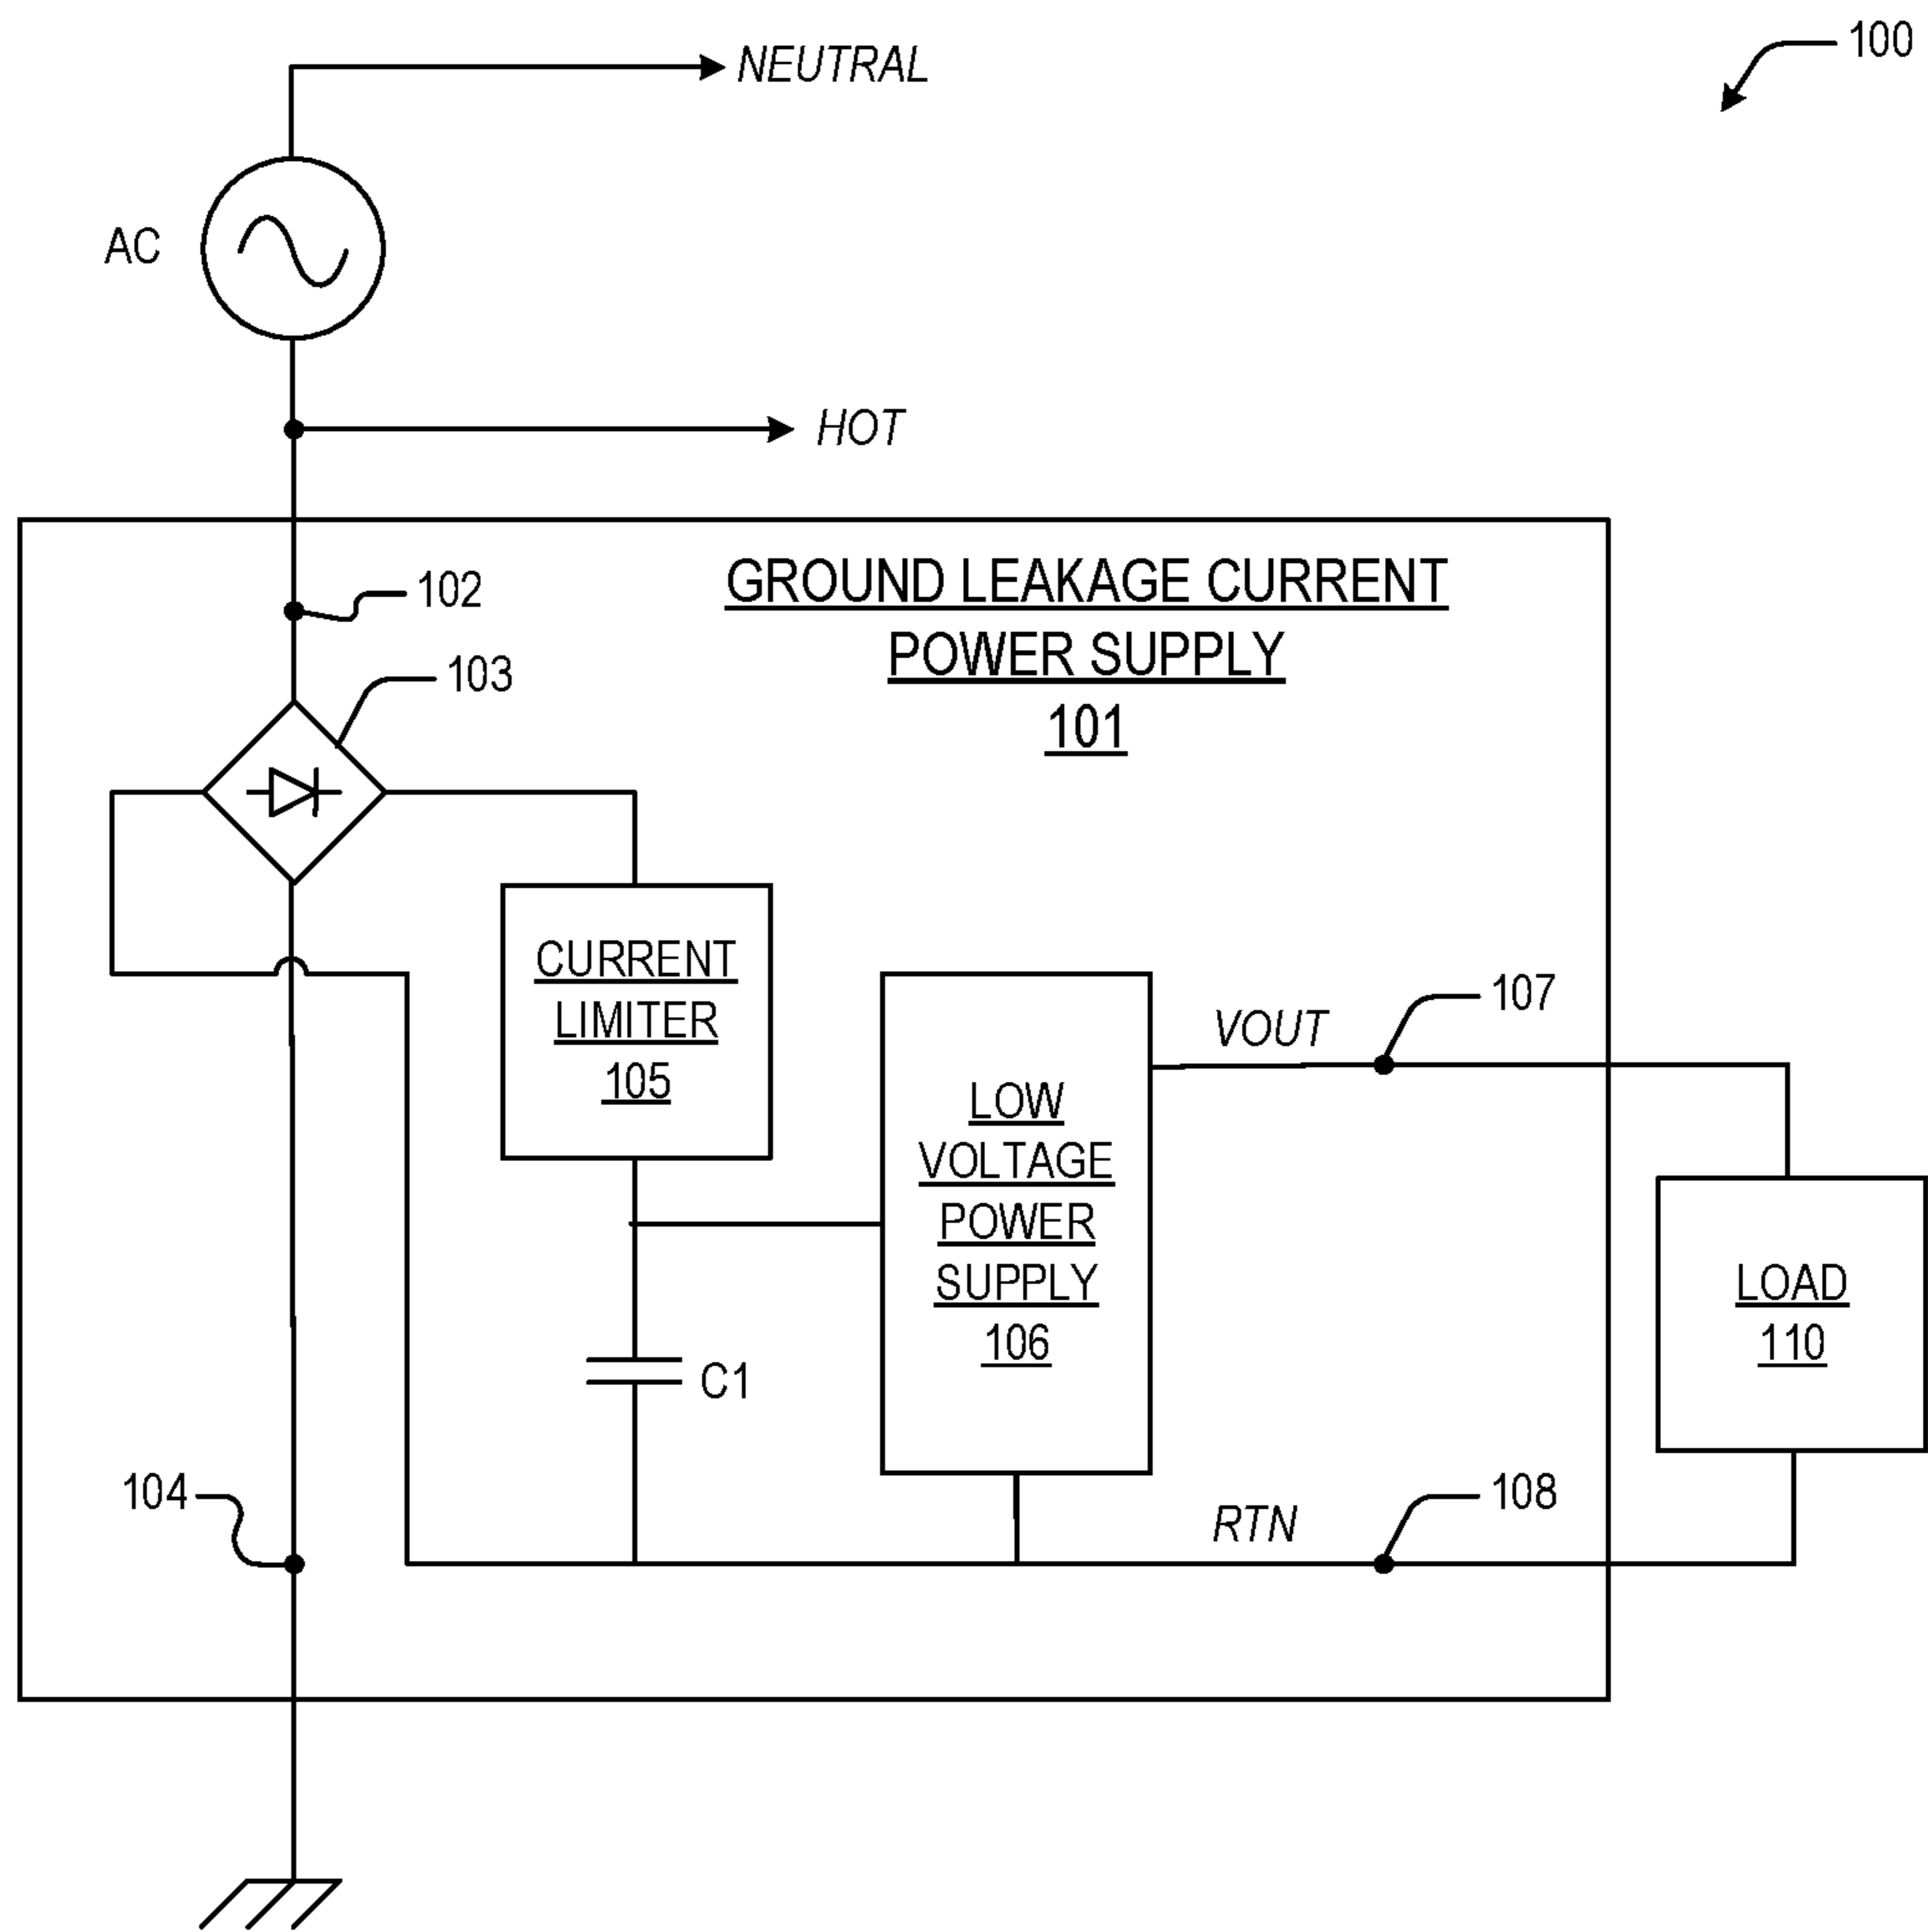 NEUTRAL
100
AC
HOT
GROUND LEAKAGE CURRENT
POWER SUPPLY
101
102
103
CURRENT
LIMITER
105
107
VOUT
LOW
VOLTAGE
POWER
SUPPLY
106
LOAD
110
C1
104
108
RTN